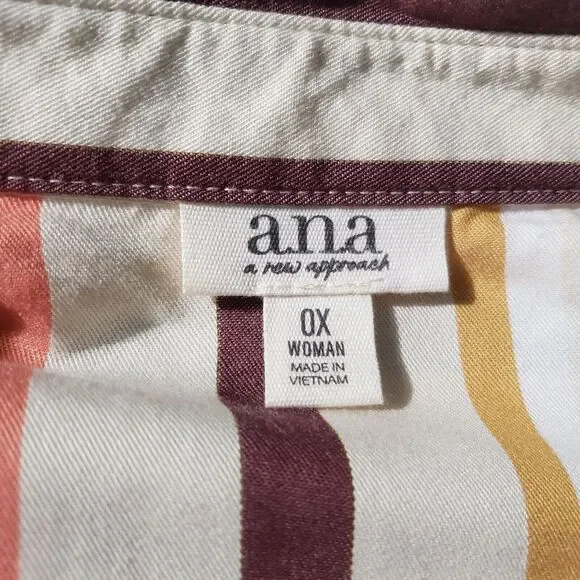 a.n.a
a new approach
0X
WOMAN
MADE IN
VIETNAM